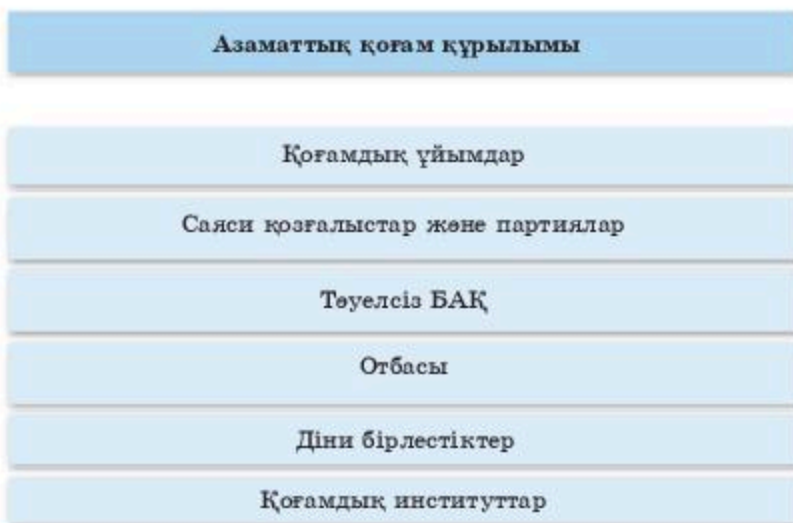 Азаматтық қоғам құрылымы
Қоғамдық ұйымдар
Саяси қозғалыстар және партиялар
Тәуелсіз БАҚ
Отбасы
Діни бірлестіктер
Қоғамдық институттар